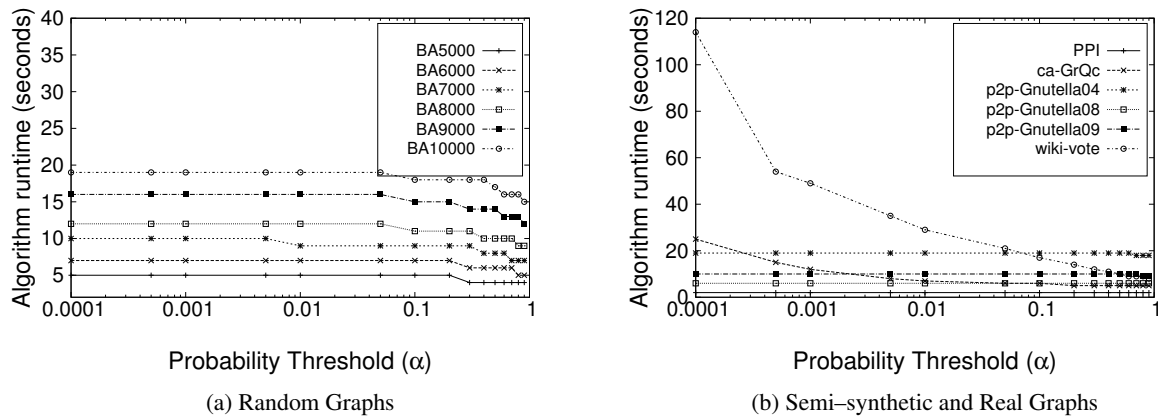 40
35
30
25
20
15
10
5
0.0001 0.001 0.01 0.1 1
Algorithm runtime (seconds)
Probability Threshold (α)
BA5000
BA6000
BA7000
BA8000
BA9000
BA10000
(a) Random Graphs
120
100
80
60
40
20
0
0.0001 0.001 0.01 0.1 1
Algorithm runtime (seconds)
Probability Threshold (α)
PPI
ca-GrQc
p2p-Gnutella04
p2p-Gnutella08
p2p-Gnutella09
wiki-vote
(b) Semi–synthetic and Real Graphs